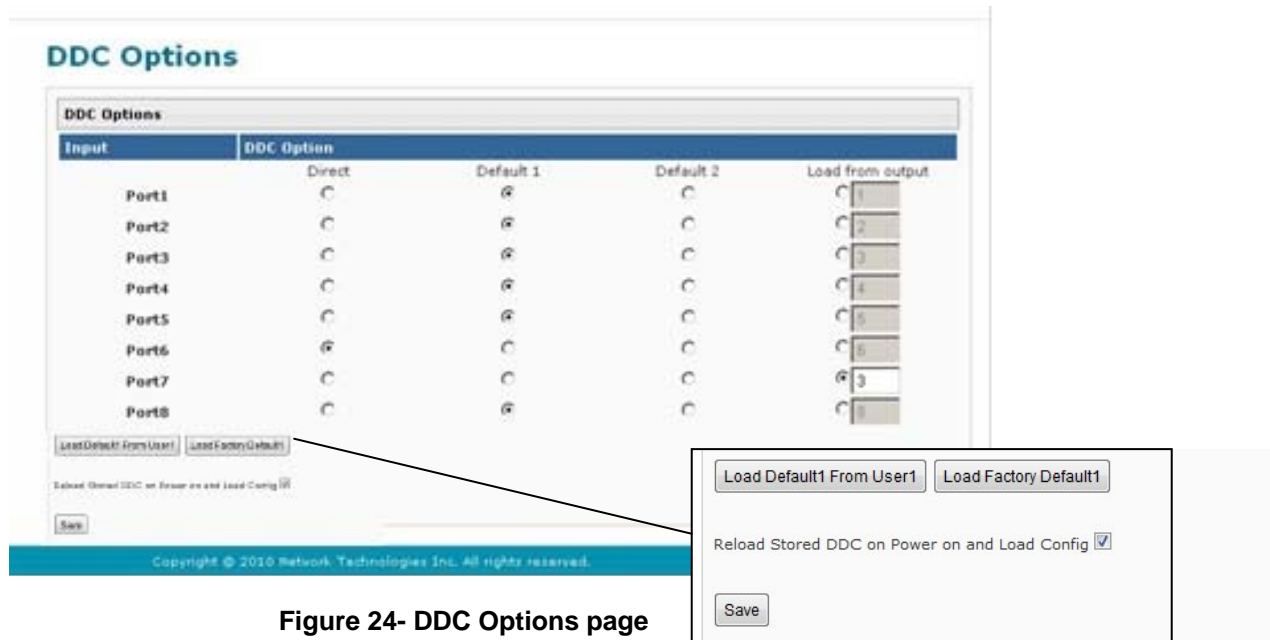 DDC Options
DDC Options
Input DDC Option
Direct Default 1 Default 2 Load from output
Port1 1
Port2 2
Port3 3
Port4 4
Port5 5
Port6 6
Port7 3
Port8 8
Load Default1 From User1 Load Factory Default1
Reload Stored DDC on Power on and Load Config
Save
Copyright © 2010 Network Technologies Inc. All rights reserved.
Load Default1 From User1 Load Factory Default1
Reload Stored DDC on Power on and Load Config
Save
Figure 24- DDC Options page